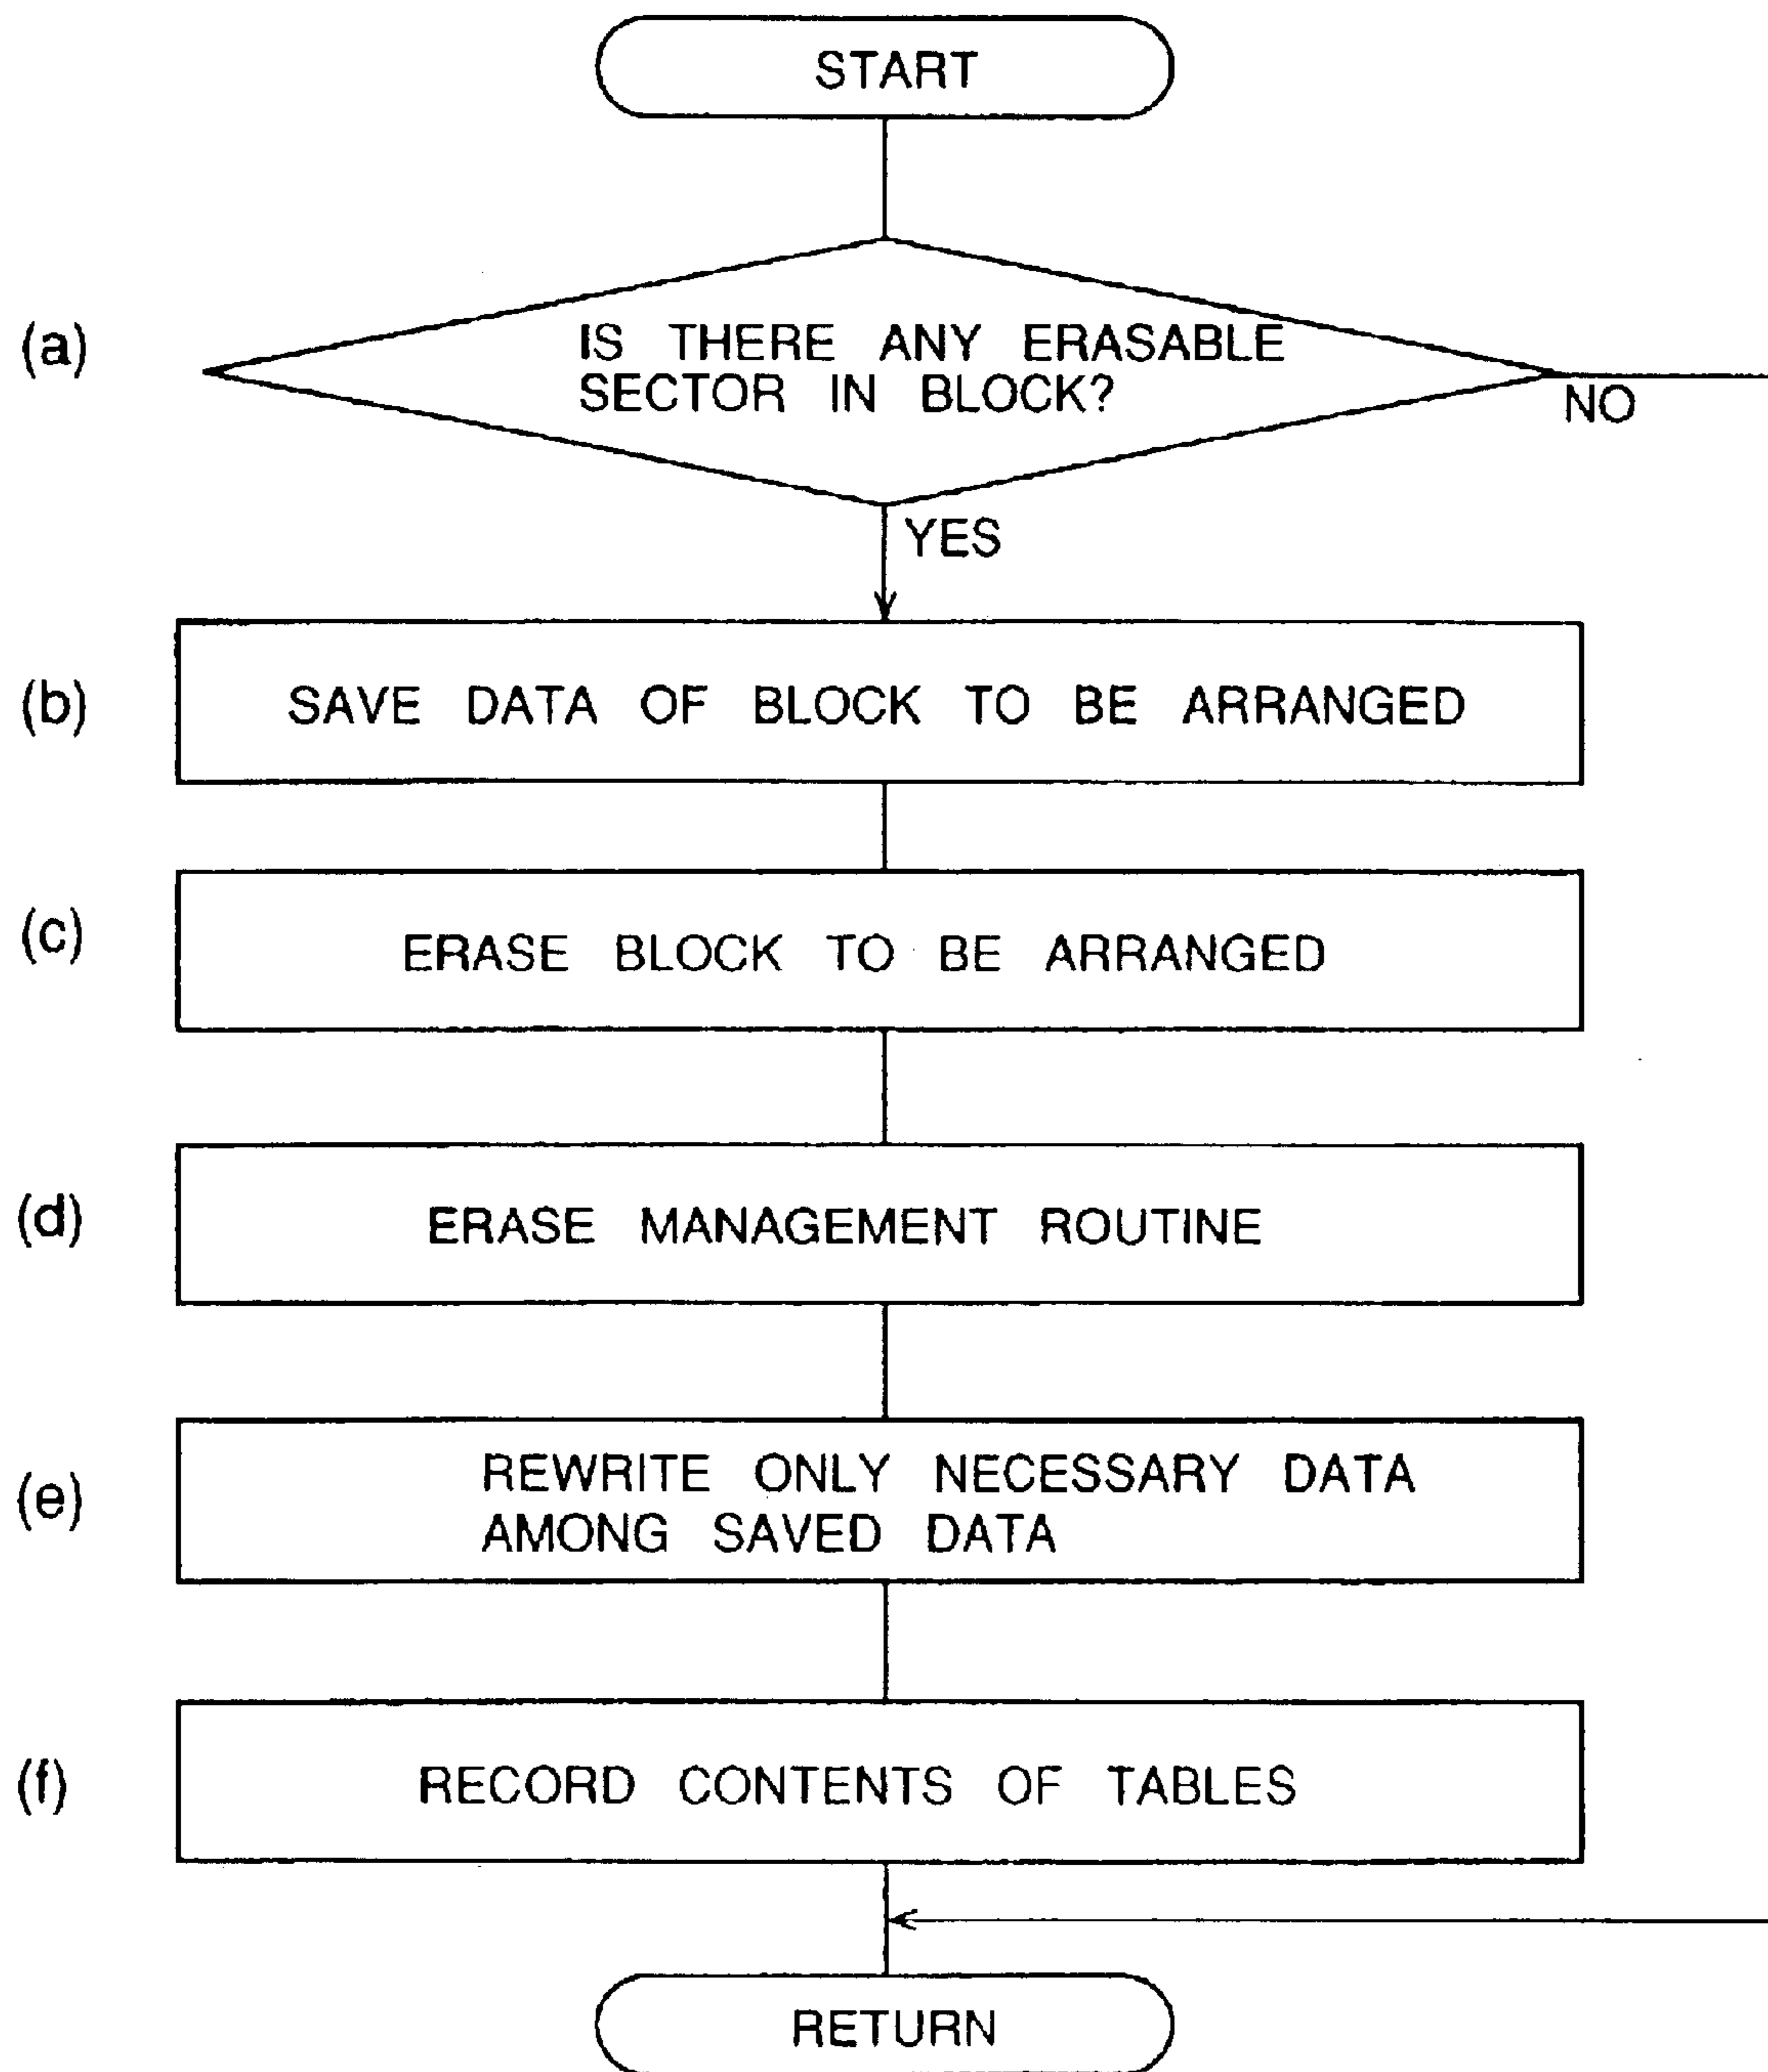 START
(a)
IS THERE ANY ERASABLE
SECTOR IN BLOCK?
NO
YES
(b)
SAVE DATA OF BLOCK TO BE ARRANGED
(c)
ERASE BLOCK TO BE ARRANGED
(d)
ERASE MANAGEMENT ROUTINE
(e)
REWRITE ONLY NECESSARY DATA
AMONG SAVED DATA
(f)
RECORD CONTENTS OF TABLES
RETURN